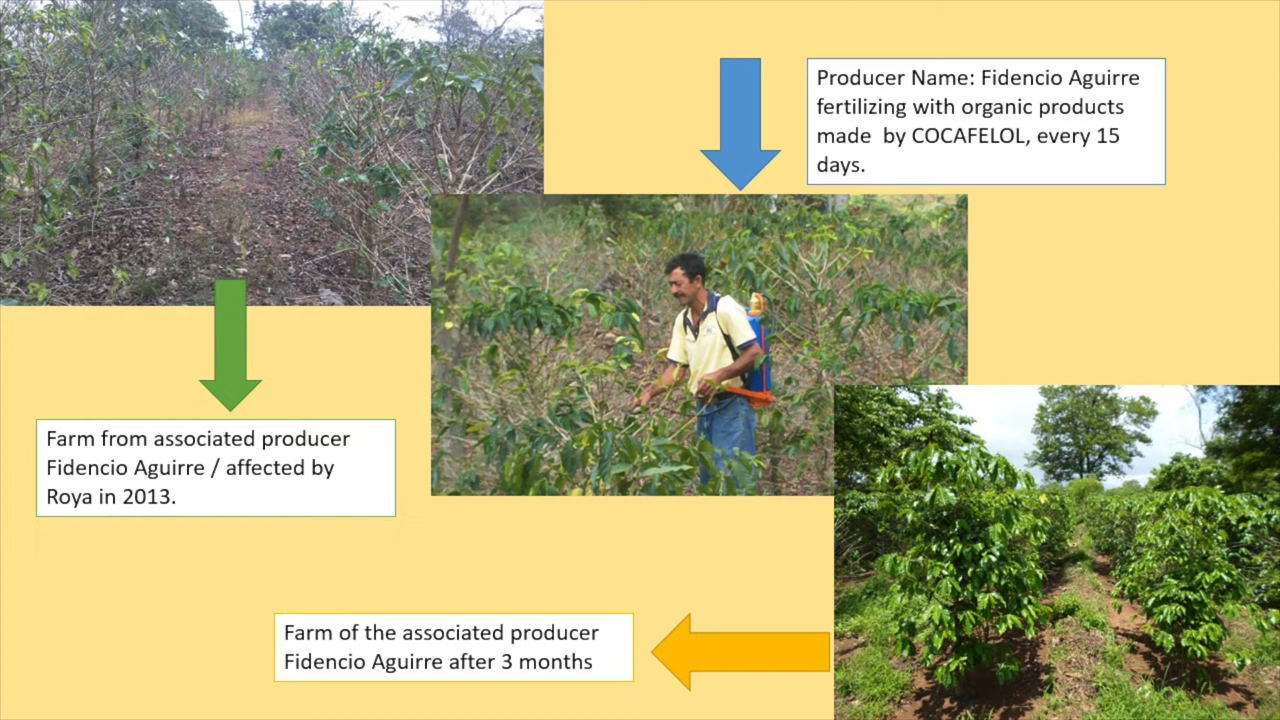 Producer Name: Fidencio Aguirre
fertilizing with organic products
made  by COCAFELOL, every 15
days.
Farm from associated producer
Fidencio Aguirre / affected by
Roya in 2013.
Farm of the associated producer
Fidencio Aguirre after 3 months